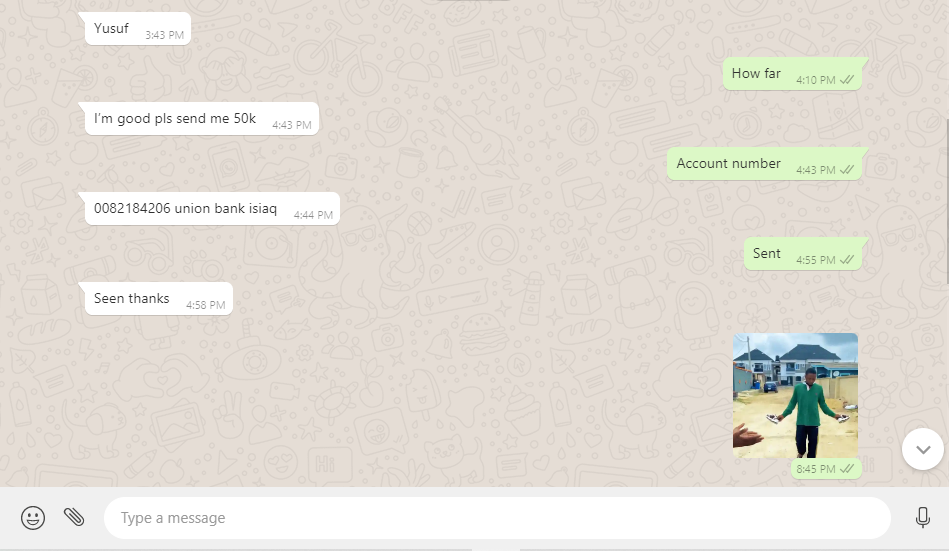 Yusuf 3:43 PM
How far 4:10 PM
I'm good pls send me 50k 4:43 PM
Account number 4:43 PM
0082184206 union bank isiaq 4:44 PM
Sent 4:55 PM
Seen thanks 4:58 PM
8:45 PM
Type a message